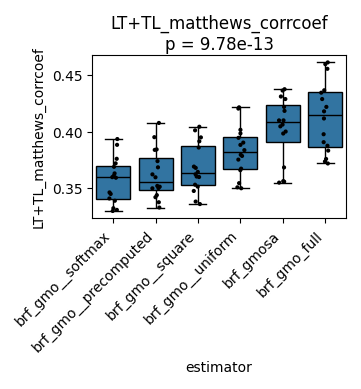 LT+TL_matthews_corrcoef
p = 9.78e-13
LT+TL_matthews_corrcoef
0.45
0.40
0.35
brf_gmo__softmax
brf_gmo__precomputed
brf_gmo__square
brf_gmo__uniform
brf_gmosa
brf_gmo_full
estimator